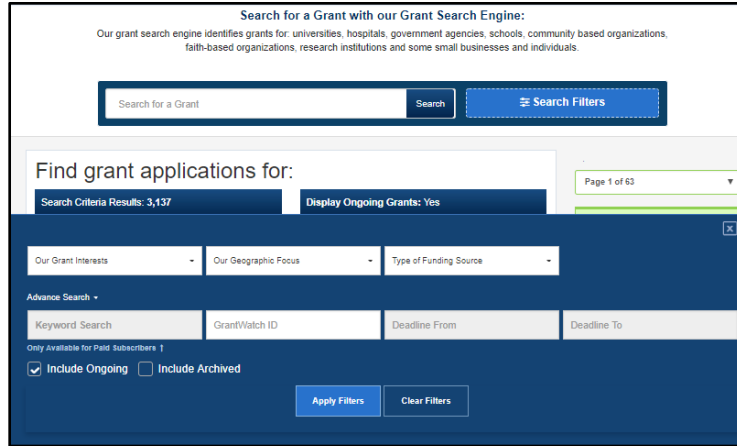 Search for a Grant with our Grant Search Engine:
Our grant search engine identifies grants for: universities, hospitals, government agencies, schools, community based organizations,
faith-based organizations, research institutions and some small businesses and individuals.
Search for a Grant
Search
Search Filters
Find grant applications for:
Page 1 of 63
Search Criteria Results: 3,137
Display Ongoing Grants: Yes
x
Our Grant Interests
Our Geographic Focus
Type of Funding Source
Advance Search
Keyword Search
GrantWatch ID
Deadline From
Deadline To
Only Available for Paid Subscribers ↑
Include Ongoing
Include Archived
Apply Filters
Clear Filters